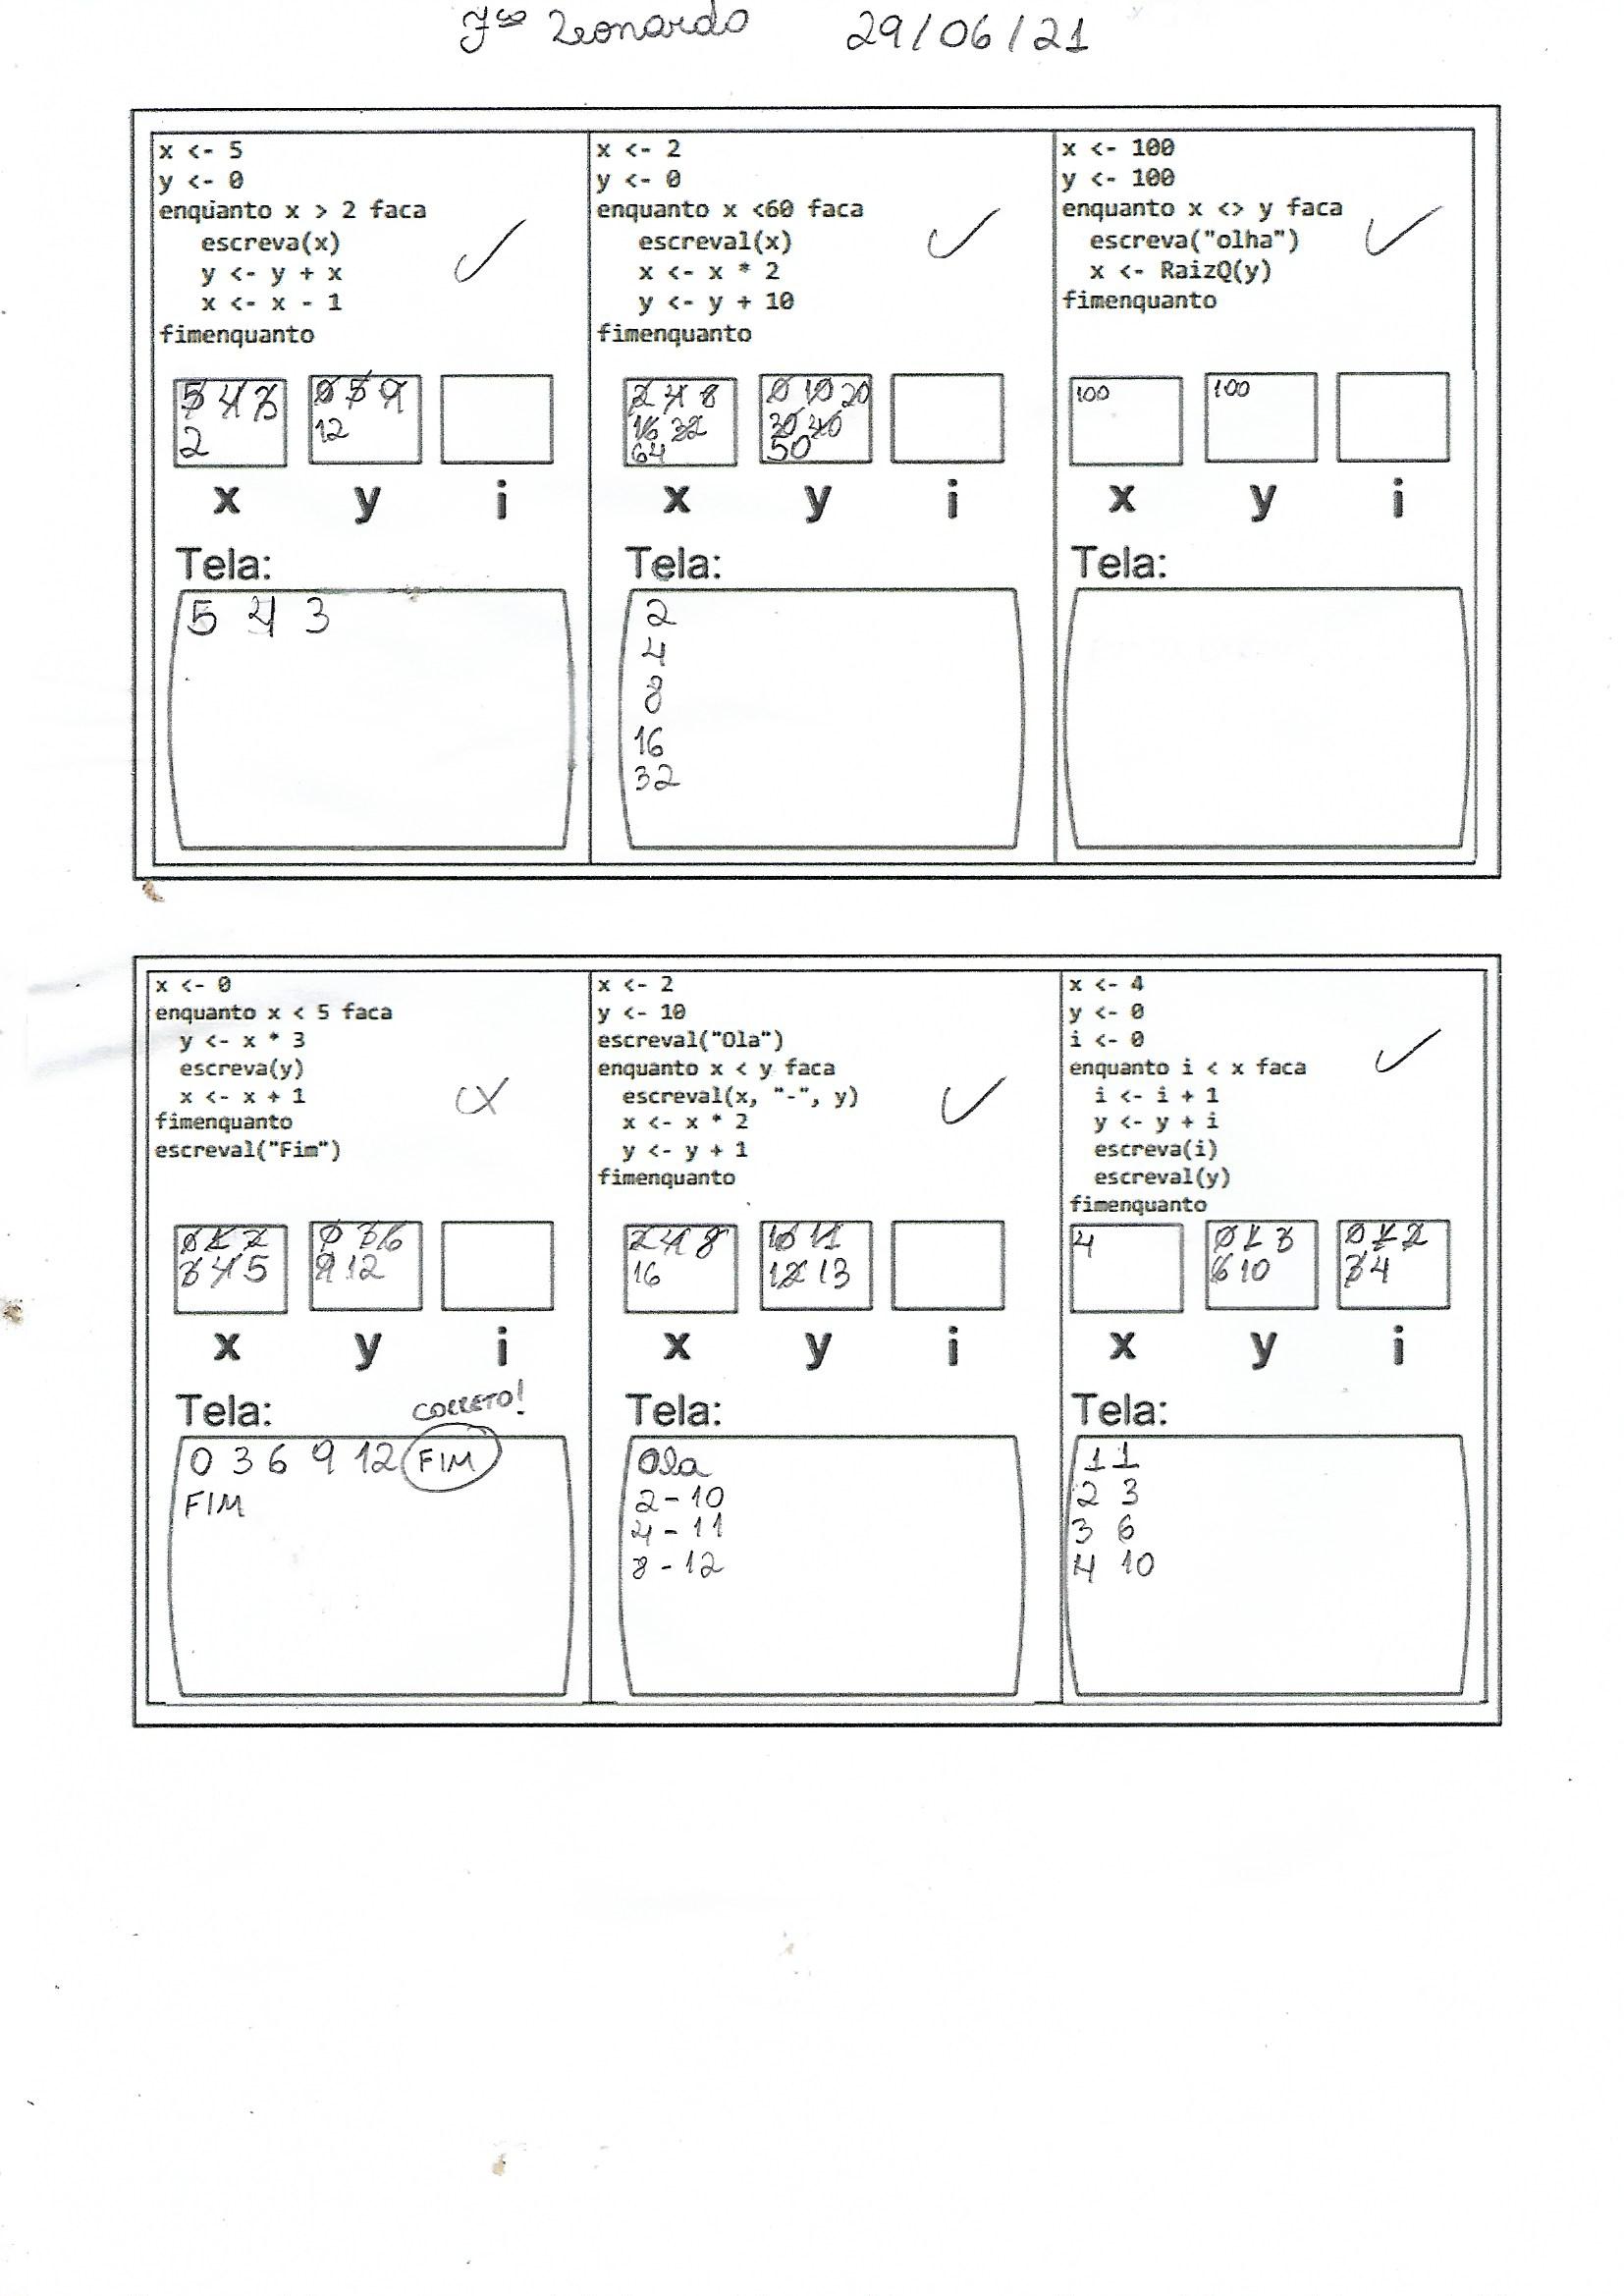 Leonardo 29/06/21
x <- 5
y <- 0
enquanto x > 2 faca
escreva(x)
y <- y + x
x <- x - 1
fimenquanto
5 4 3
2
0 5 9
12
x y i
Tela:
5 4 3
x <- 2
y <- 0
enquanto x <60 faca
escreval(x)
x <- x * 2
y <- y + 10
fimenquanto
2 4 8
16 32
64
0 10 20
30 40
50
x y i
Tela:
2
4
8
16
32
x <- 100
y <- 100
enquanto x <> y faca
escreva("olha")
x <- RaizQ(y)
fimenquanto
100
100
x y i
Tela:
x <- 0
enquanto x < 5 faca
y <- x * 3
escreva(y)
x <- x + 1
fimenquanto
escreval("Fim")
0 1 2
3 4 5
0 3 6
9 12
x y i
Tela:
CORRETO!
0 3 6 9 12 FIM
FIM
x <- 2
y <- 10
escreval("Ola")
enquanto x < y faca
escreval(x, "-", y)
x <- x * 2
y <- y + 1
fimenquanto
2 4 8
16
10 11
12 13
x y i
Tela:
Ola
2 - 10
4 - 11
8 - 12
x <- 4
y <- 0
i <- 0
enquanto i < x faca
i <- i + 1
y <- y + i
escreva(i)
escreval(y)
fimenquanto
4
0 1 3
6 10
0 1 2
3 4
x y i
Tela:
1 1
2 3
3 6
4 10